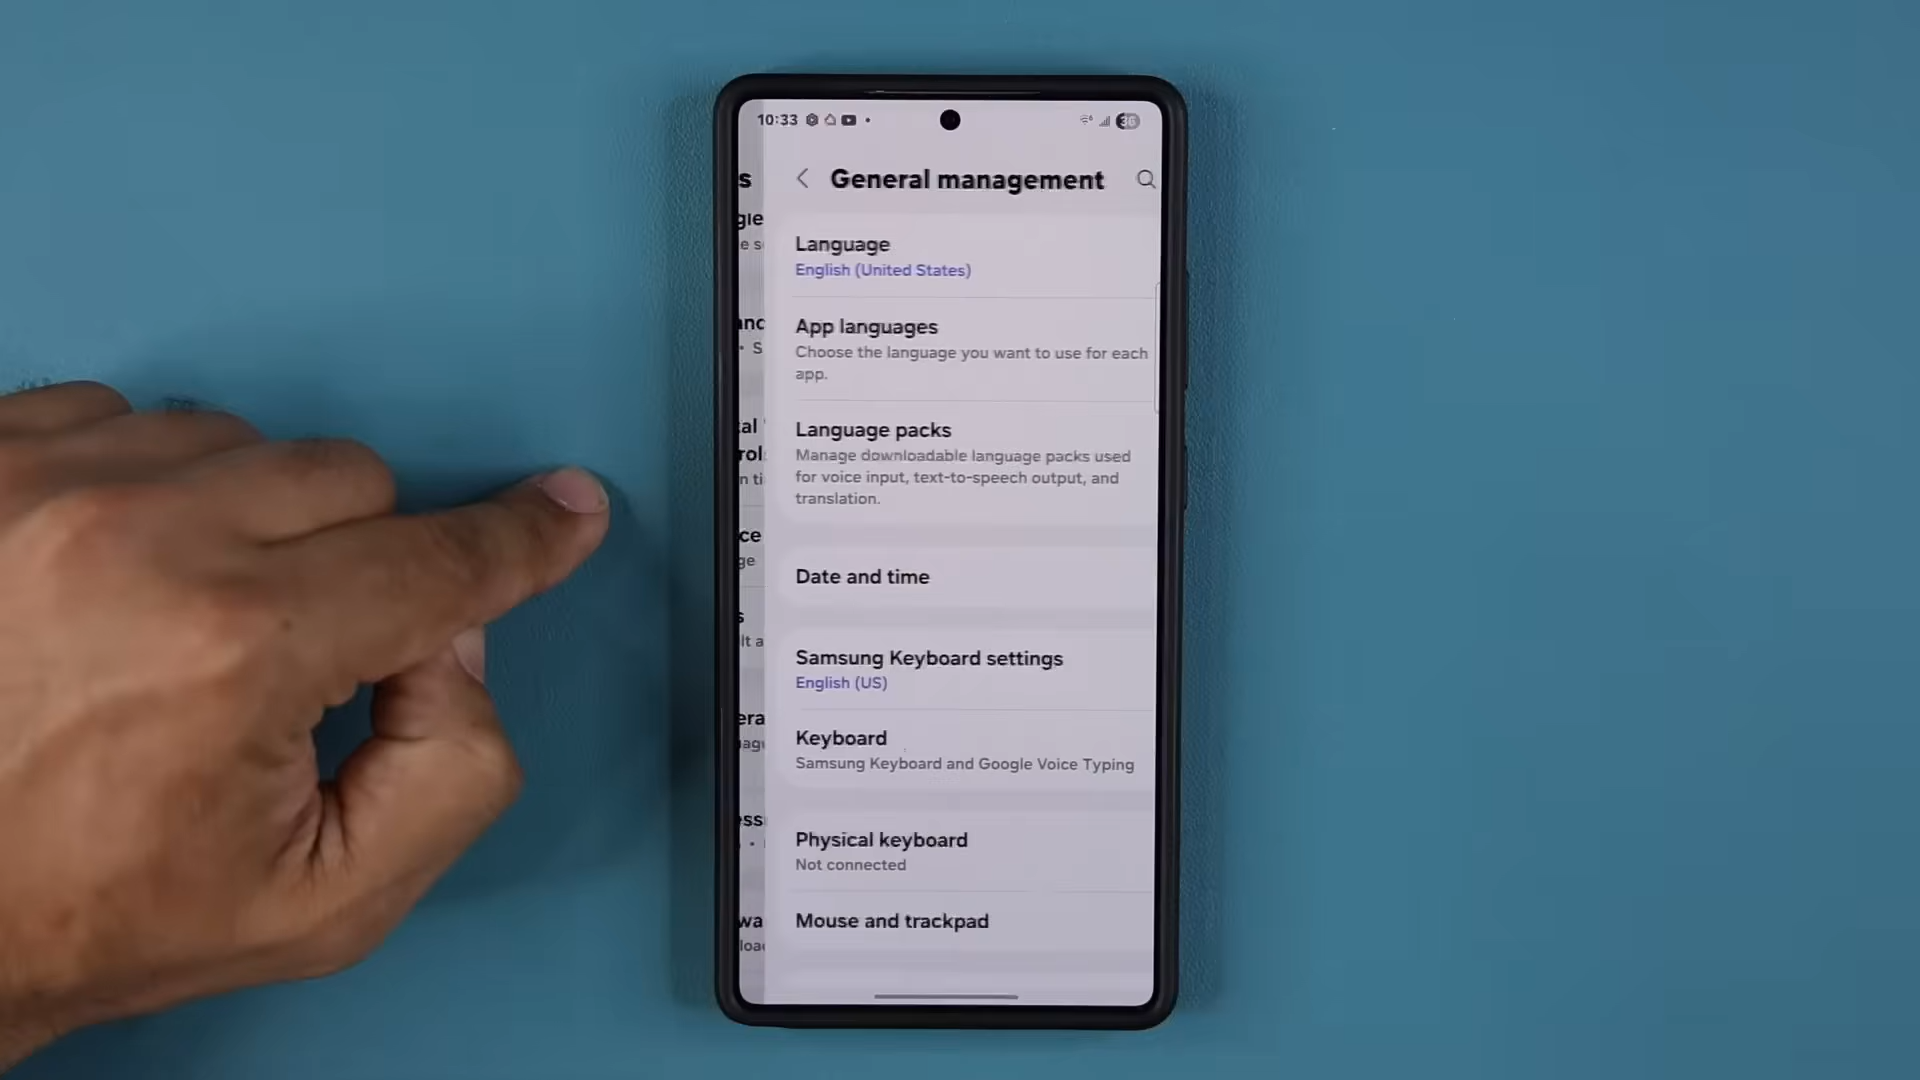 10:33
36
General management
Language
English (United States)
App languages
Choose the language you want to use for each
app.
Language packs
Manage downloadable language packs used
for voice input, text-to-speech output, and
translation.
Date and time
Samsung Keyboard settings
English (US)
Keyboard
Samsung Keyboard and Google Voice Typing
Physical keyboard
Not connected
Mouse and trackpad